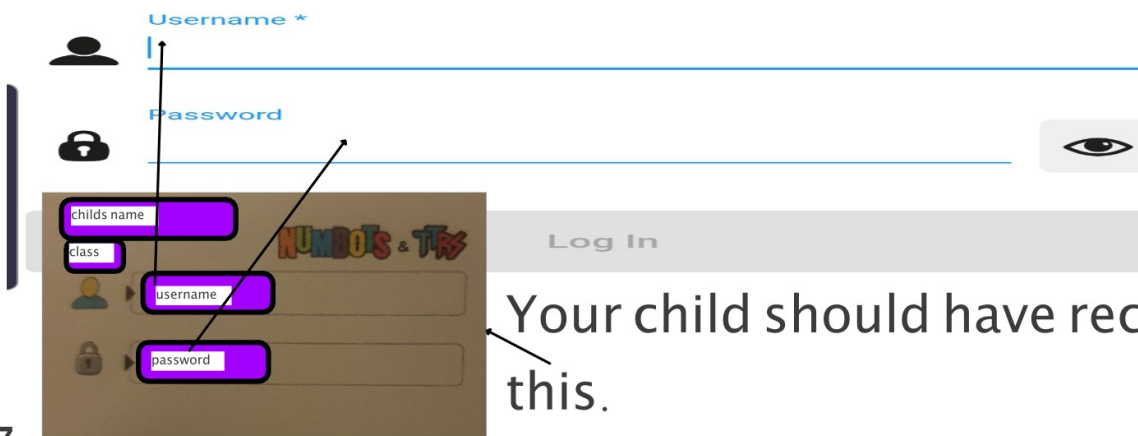 Username *
Password
childs name
class
NUMBOTS & TTRS
Log In
username
Your child should have rec
password
this.